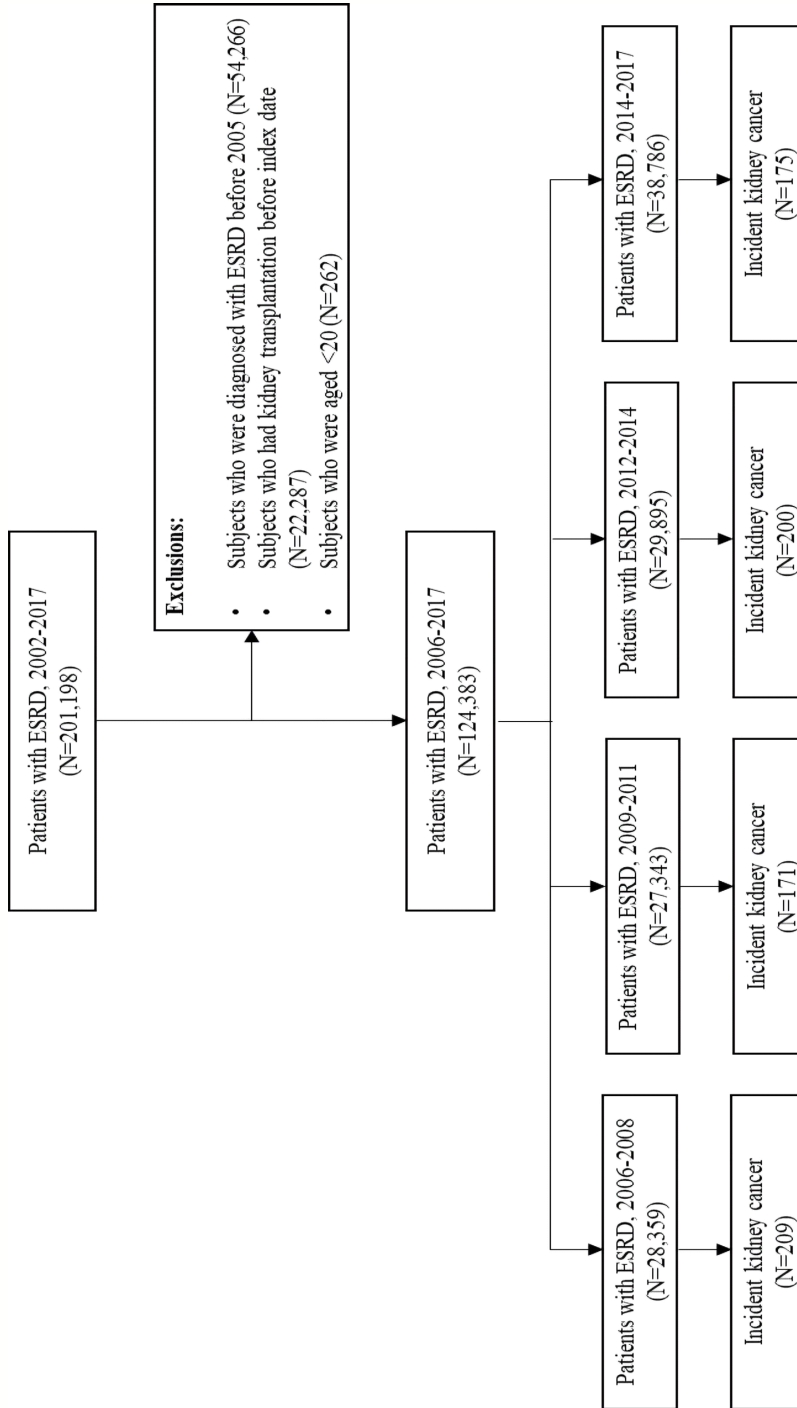 Patients with ESRD, 2002-2017
(N=201,198)
Exclusions:
• Subjects who were diagnosed with ESRD before 2005 (N=54,266)
• Subjects who had kidney transplantation before index date
(N=22,287)
• Subjects who were aged <20 (N=262)
Patients with ESRD, 2006-2017
(N=124,383)
Patients with ESRD, 2006-2008
(N=28,359)
Patients with ESRD, 2009-2011
(N=27,343)
Patients with ESRD, 2012-2014
(N=29,895)
Patients with ESRD, 2014-2017
(N=38,786)
Incident kidney cancer
(N=209)
Incident kidney cancer
(N=171)
Incident kidney cancer
(N=200)
Incident kidney cancer
(N=175)